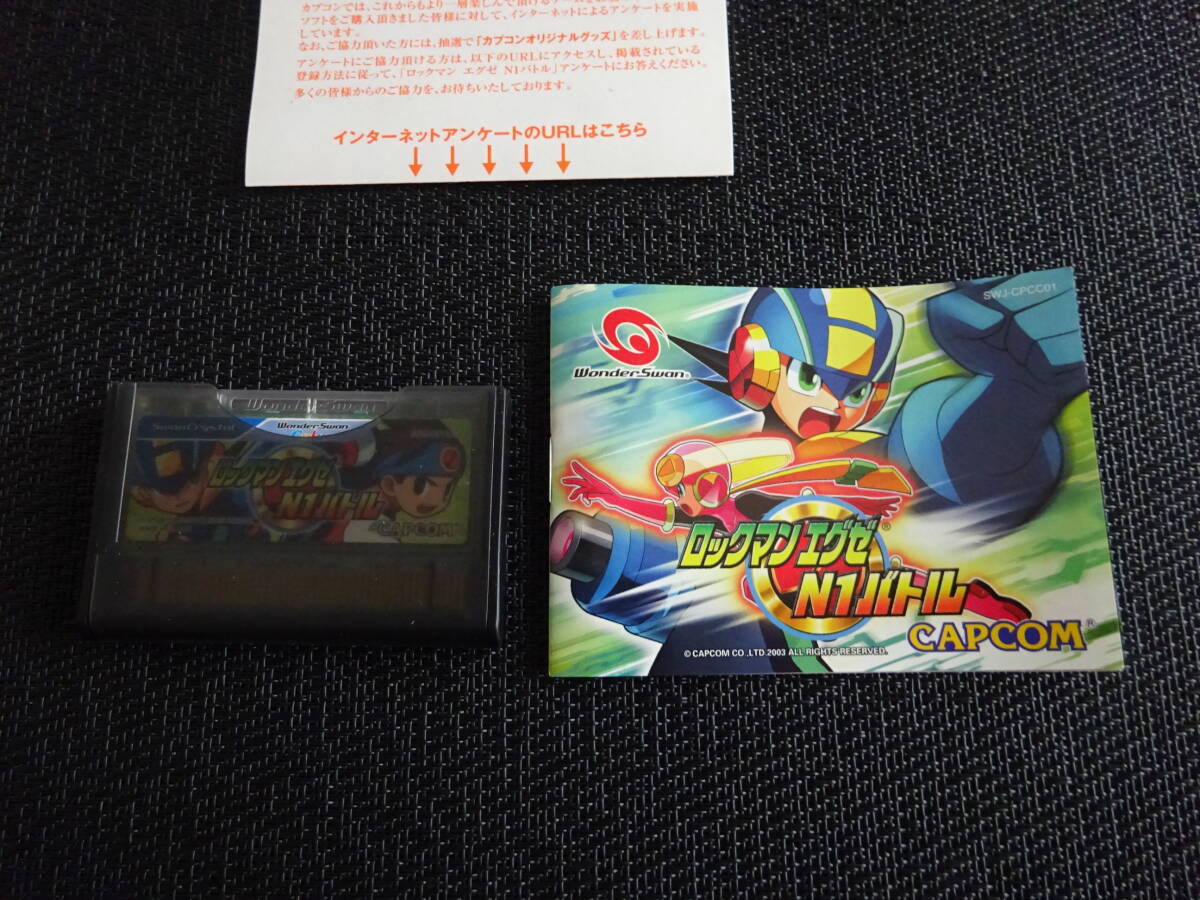 カプコンでは、これからもより一層楽しんで頂けるゲームを
ソフトをご購入頂きました皆様に対して、インターネットによるアンケートを実施
しています。
なお、ご協力頂いた方には、抽選で「カプコンオリジナルグッズ」を差し上げます。
アンケートにご協力頂ける方は、以下のURLにアクセスし、掲載されている
登録方法に従って、「ロックマン エグゼ N1バトル」アンケートにお答えください。
多くの皆様からのご協力を、お待ちいたしております。
インターネットアンケートのURLはこちら
WonderSwan
SwanCrystal
WonderSwan
Color
ロックマン エグゼ
N1バトル
CAPCOM
SWJ-CPCC01
WonderSwan®
ロックマン エグゼ®
N1バトル
CAPCOM®
© CAPCOM CO.,LTD.2003 ALL RIGHTS RESERVED.